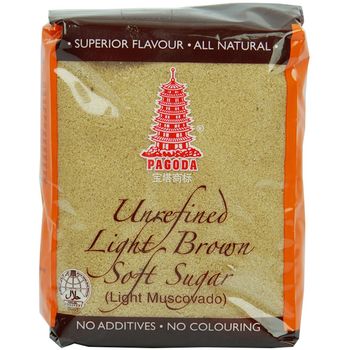 • SUPERIOR FLAVOUR • ALL NATURAL •
®
PAGODA
宝塔商标
Unrefined
Light Brown
Soft Sugar
(Light Muscovado)
NO ADDITIVES • NO COLOURING